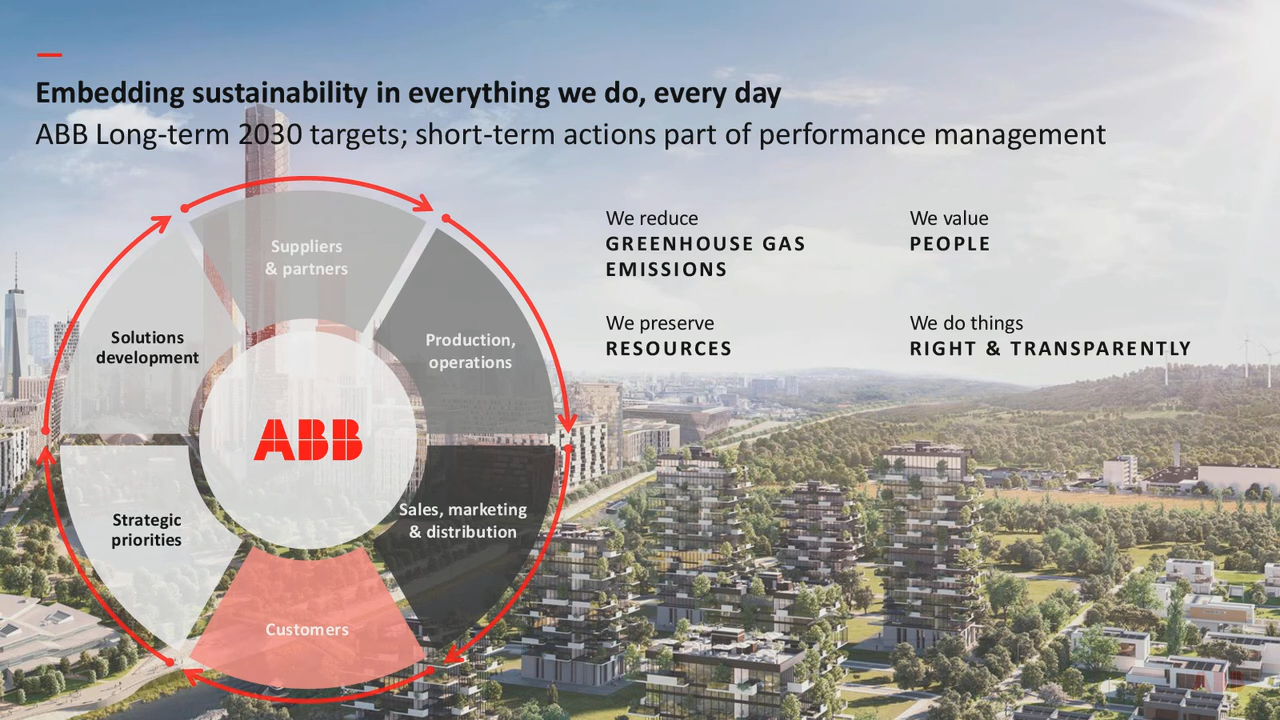 Embedding sustainability in everything we do, every day
ABB Long-term 2030 targets; short-term actions part of performance management
Suppliers
& partners
Production,
operations
Sales, marketing
& distribution
Customers
Strategic
priorities
Solutions
development
ABB
We reduce
GREENHOUSE GAS
EMISSIONS
We value
PEOPLE
We preserve
RESOURCES
We do things
RIGHT & TRANSPARENTLY